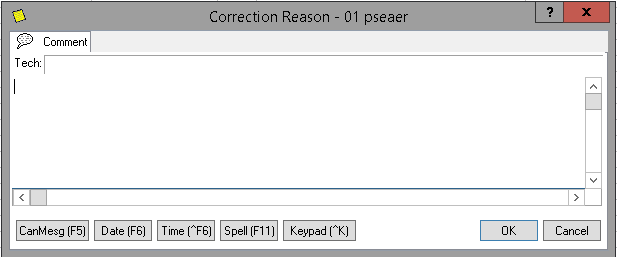 Correction Reason - 01 pseaer
? X
Comment
Tech:
CanMesg (F5) Date (F6) Time (^F6) Spell (F11) Keypad (^K) OK Cancel